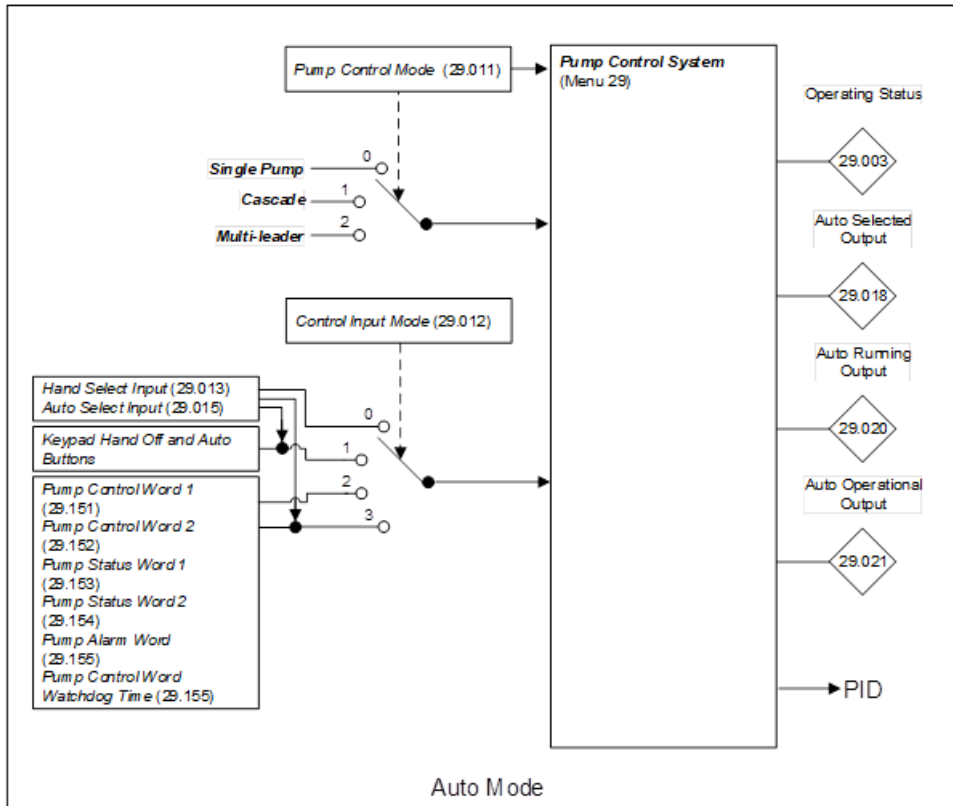 Pump Control Mode (29.011)
Pump Control System
(Menu 29)
Operating Status
29.003
0
Single Pump
1
Cascade
2
Multi-leader
Auto Selected
Output
29.018
Control Input Mode (29.012)
Auto Running
Output
29.020
Hand Select Input (29.013)
Auto Select Input (29.015)
Keypad Hand Off and Auto
Buttons
0
1
2
3
Pump Control Word 1
(29.151)
Pump Control Word 2
(29.152)
Pump Status Word 1
(29.153)
Pump Status Word 2
(29.154)
Pump Alarm Word
(29.155)
Pump Control Word
Watchdog Time (29.155)
Auto Operational
Output
29.021
PID
Auto Mode